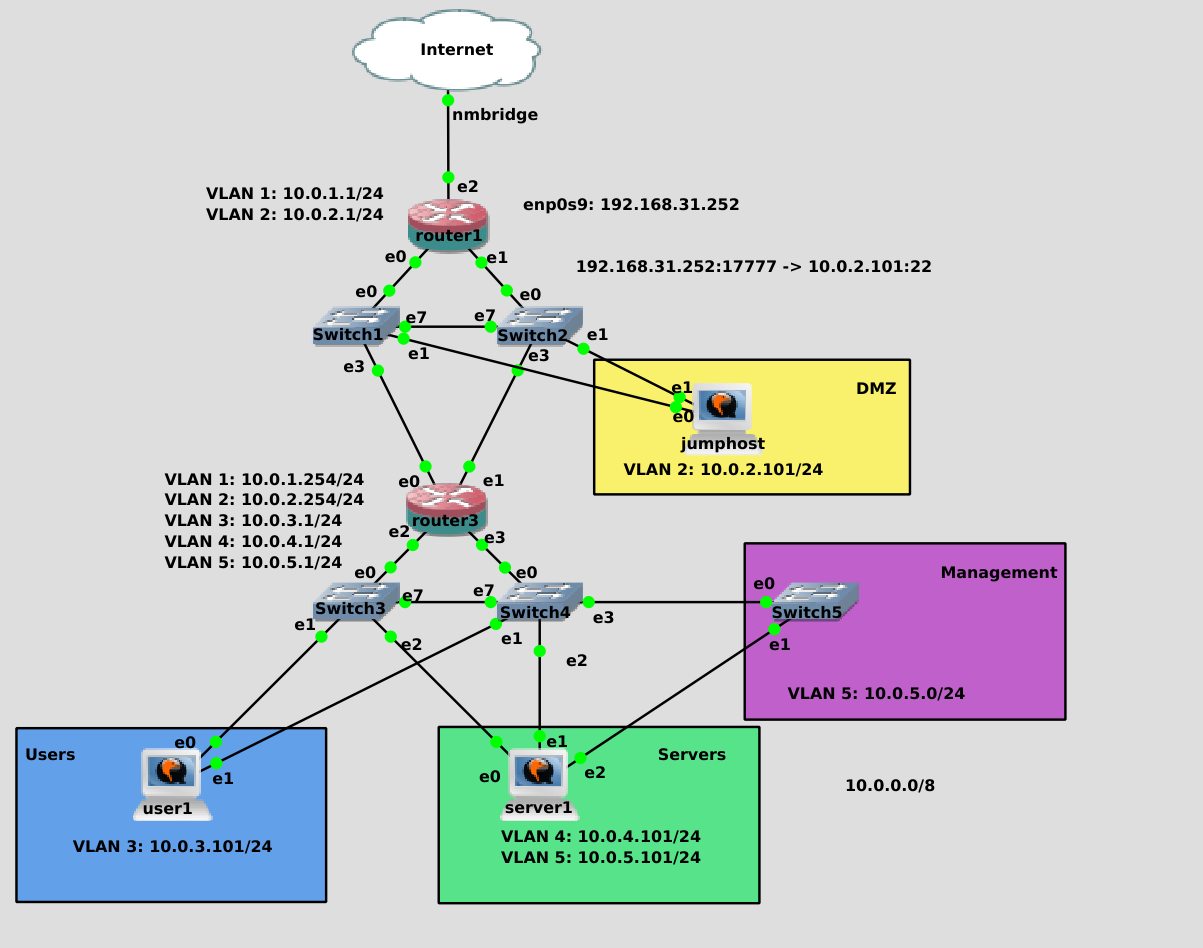 Internet
nmbridge
e2
VLAN 1: 10.0.1.1/24
VLAN 2: 10.0.2.1/24
enp0s9: 192.168.31.252
router1
e0
e1
192.168.31.252:17777 -> 10.0.2.101:22
e0
e0
e7
e7
Switch1
Switch2
e1
e1
e3
e3
DMZ
e1
e0
jumphost
VLAN 2: 10.0.2.101/24
VLAN 1: 10.0.1.254/24
VLAN 2: 10.0.2.254/24
VLAN 3: 10.0.3.1/24
VLAN 4: 10.0.4.1/24
VLAN 5: 10.0.5.1/24
e0
e1
router3
e2
e3
e0
e0
e7
e7
Switch3
Switch4
e1
e2
e1
e2
e3
Management
e0
Switch5
e1
VLAN 5: 10.0.5.0/24
Users
e0
e1
user1
VLAN 3: 10.0.3.101/24
Servers
e1
e0
e2
server1
VLAN 4: 10.0.4.101/24
VLAN 5: 10.0.5.101/24
10.0.0.0/8